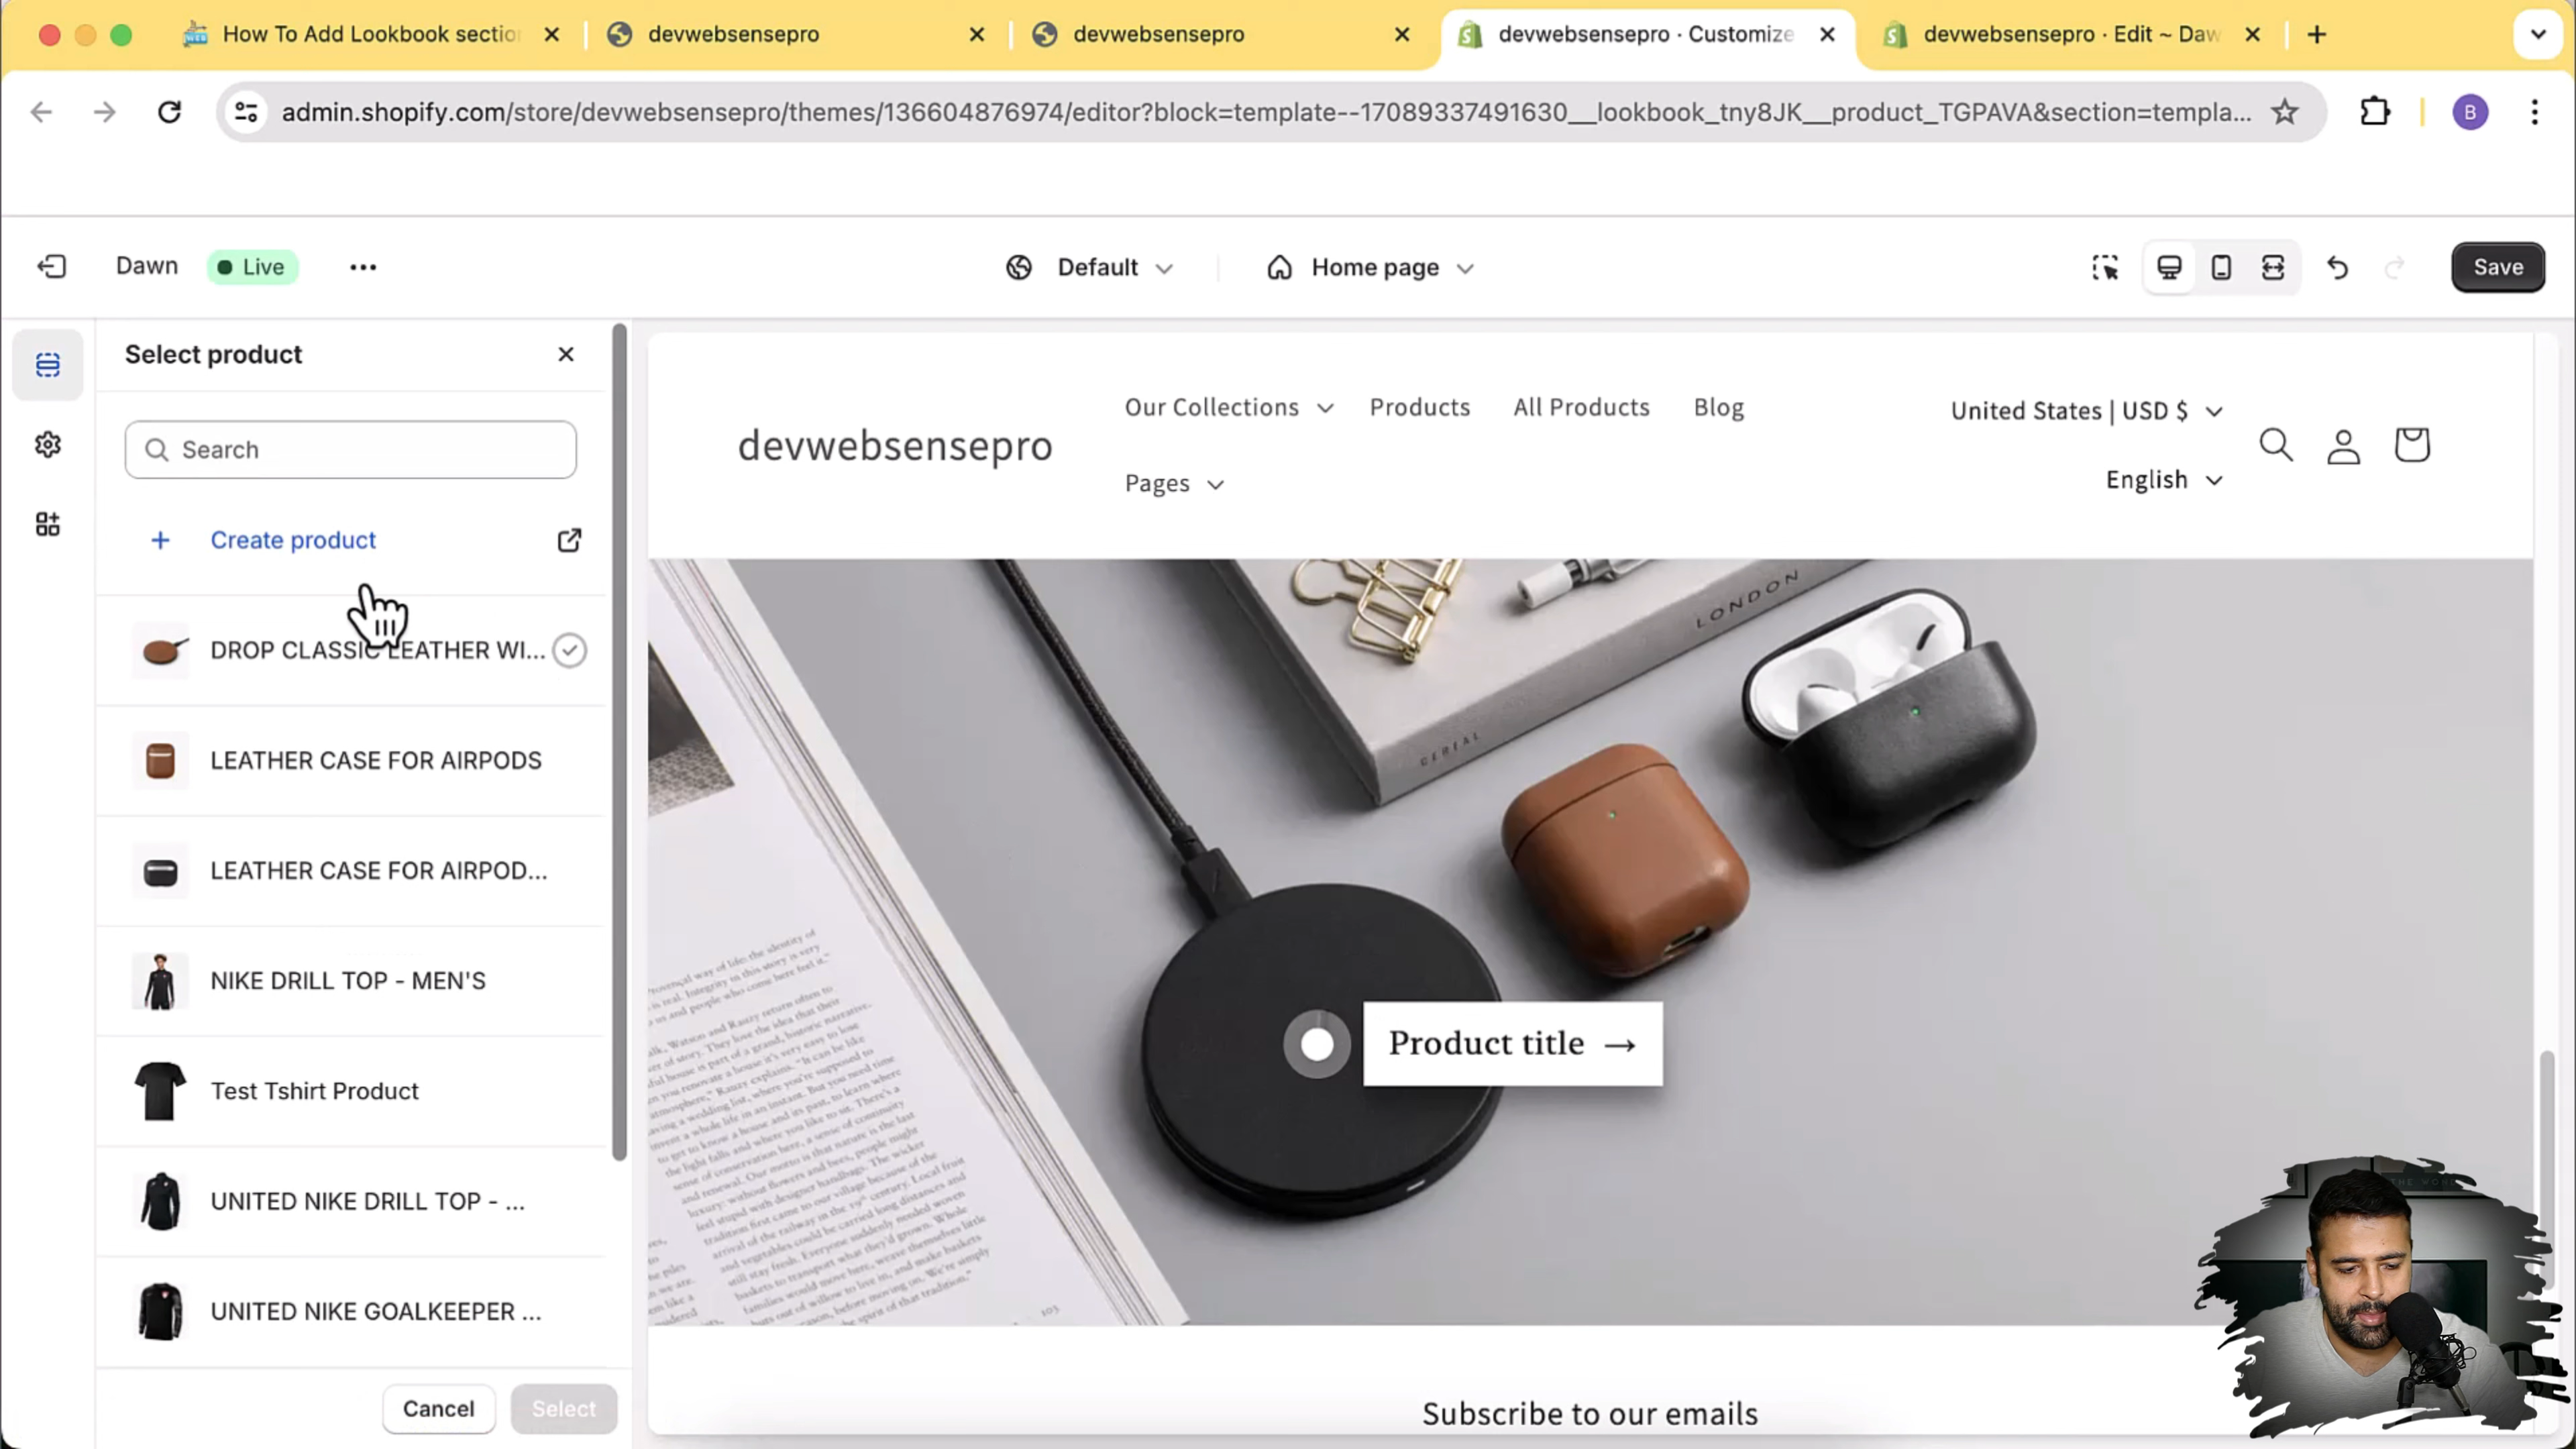 How To Add Lookbook sectio
devwebsensepro
devwebsensepro
devwebsensepro · Customize
devwebsensepro · Edit ~ Daw
admin.shopify.com/store/devwebsensepro/themes/136604876974/editor?block=template--17089337491630__lookbook_tny8JK__product_TGPAVA&section=templa...
B
Dawn
Live
Default
Home page
Save
Select product
Search
Create product
DROP CLASSIC LEATHER WI...
LEATHER CASE FOR AIRPODS
LEATHER CASE FOR AIRPOD...
NIKE DRILL TOP - MEN'S
Test Tshirt Product
UNITED NIKE DRILL TOP - ...
UNITED NIKE GOALKEEPER ...
Cancel
Select
devwebsensepro
Our Collections
Products
All Products
Blog
Pages
United States | USD $
English
LONDON
CEREAL
Product title →
103
Subscribe to our emails